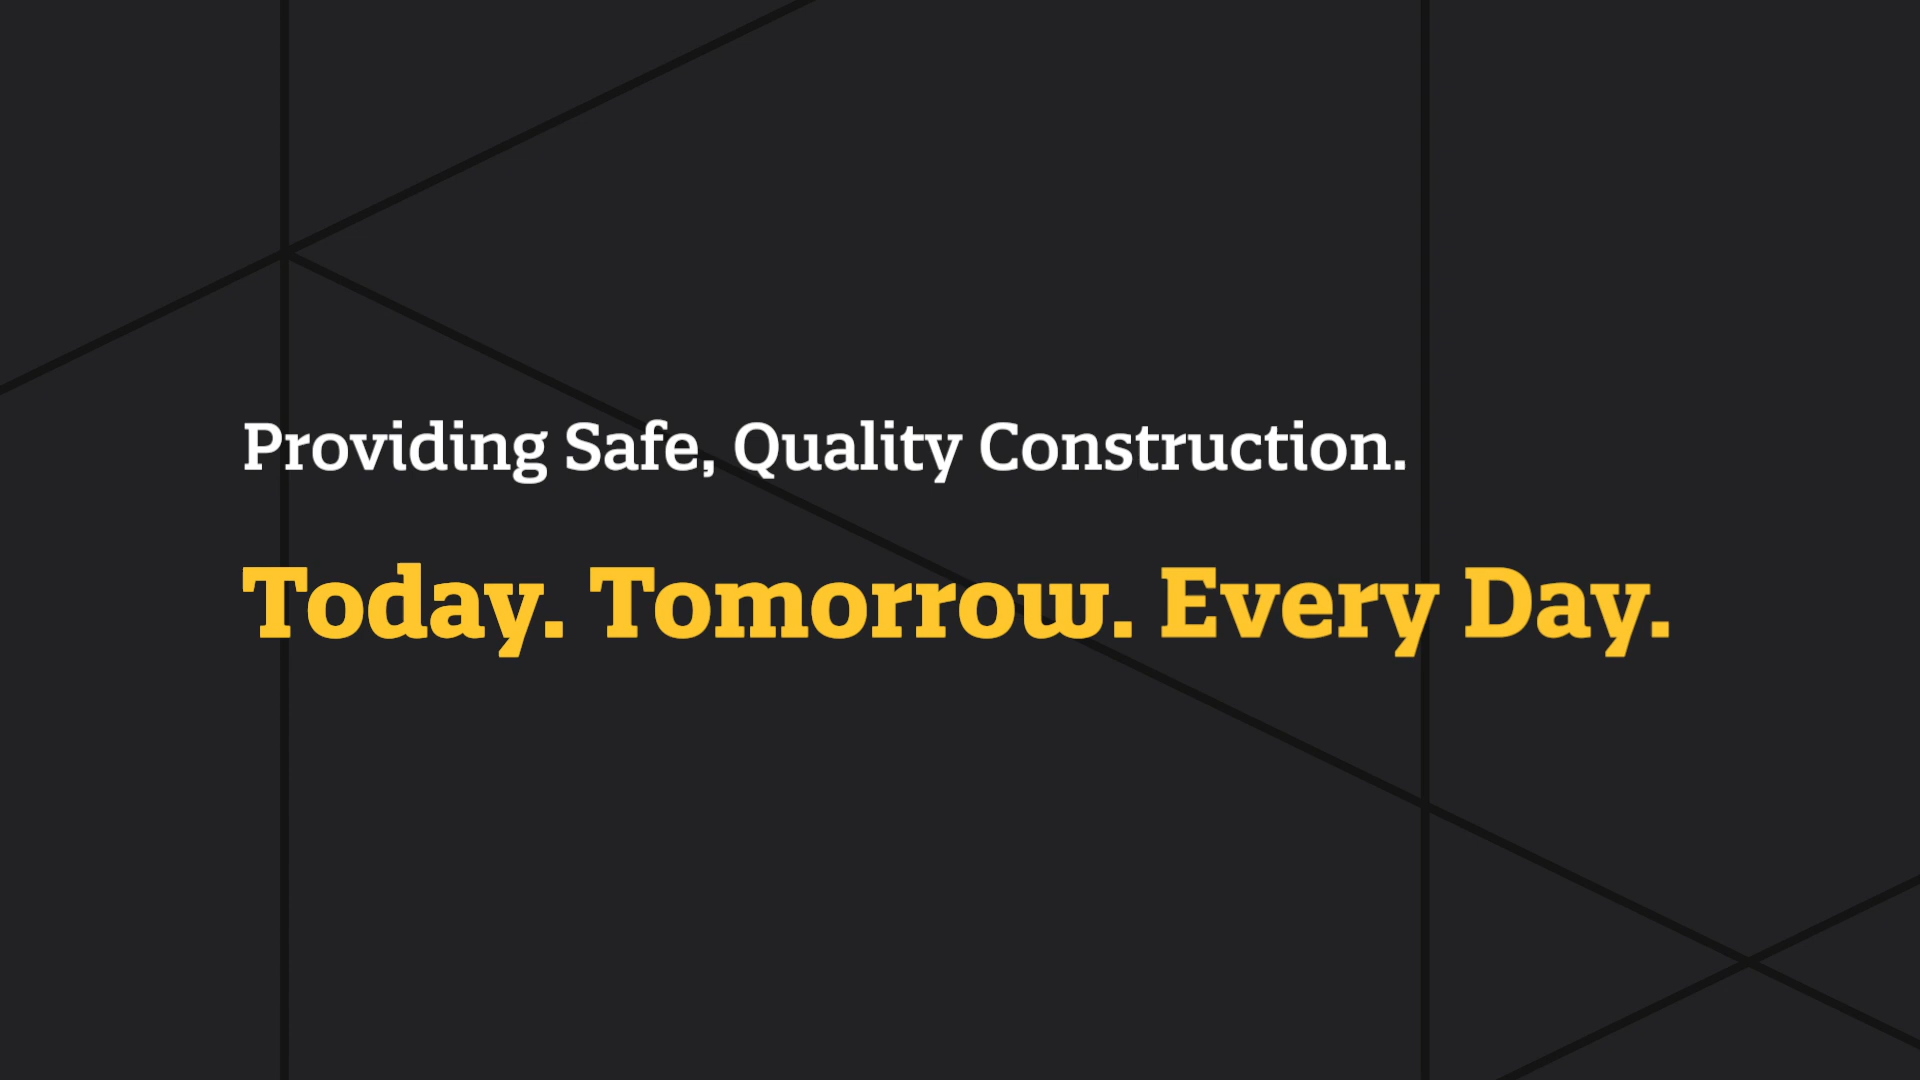 Providing Safe, Quality Construction.
Today. Tomorrow. Every Day.